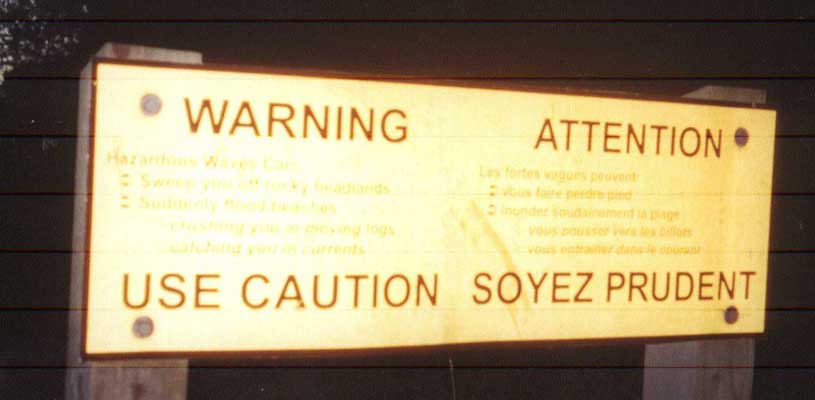 WARNING
Hazardous Waves Can:
Sweep you off rocky headlands
Suddenly flood beaches
crushing you in moving logs
catching you in currents
USE CAUTION
ATTENTION
Les fortes vagues peuvent:
vous faire perdre pied
inonder soudainement la plage
vous pousser vers les billots
vous entraîner dans le courant
SOYEZ PRUDENT